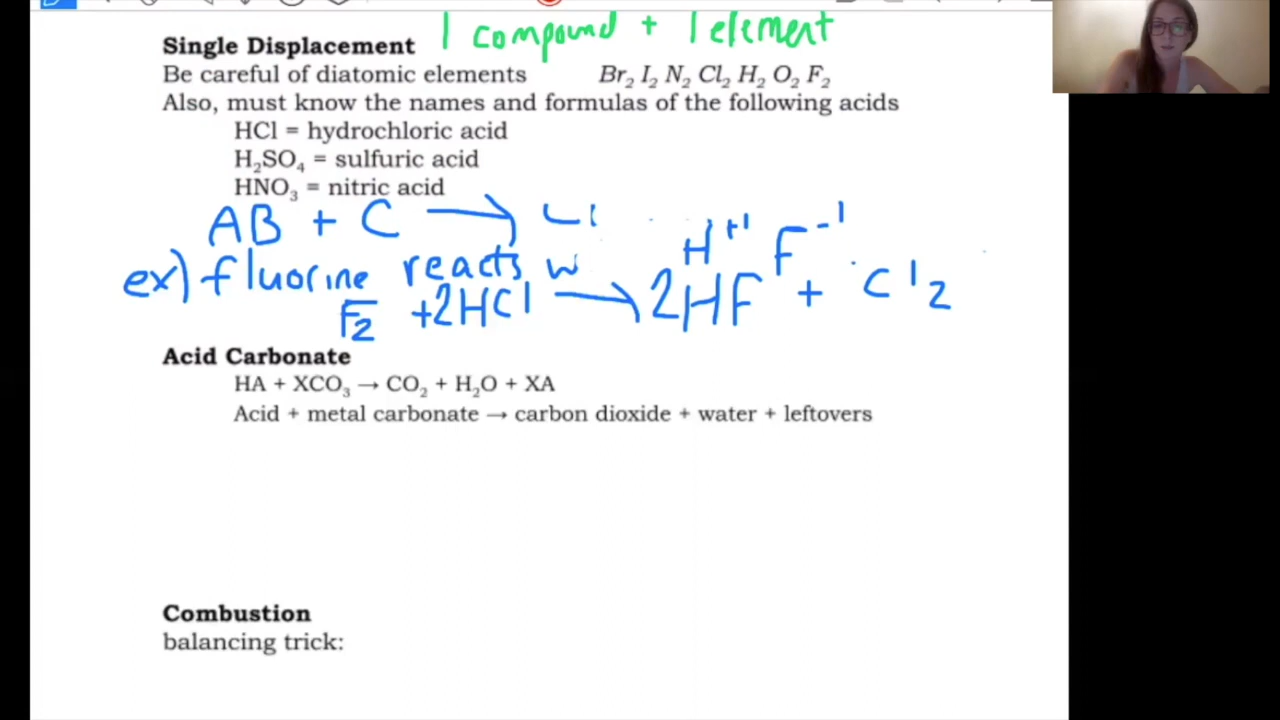 1 compound + 1 element
Single Displacement
Be careful of diatomic elements Br₂ I₂ N₂ Cl₂ H₂ O₂ F₂
Also, must know the names and formulas of the following acids
HCl = hydrochloric acid
H₂SO₄ = sulfuric acid
HNO₃ = nitric acid
AB + C →
H⁺¹ F⁻¹
ex) fluorine reacts w
F₂ + 2HCl → 2HF + Cl₂
Acid Carbonate
HA + XCO₃ → CO₂ + H₂O + XA
Acid + metal carbonate → carbon dioxide + water + leftovers
Combustion
balancing trick: